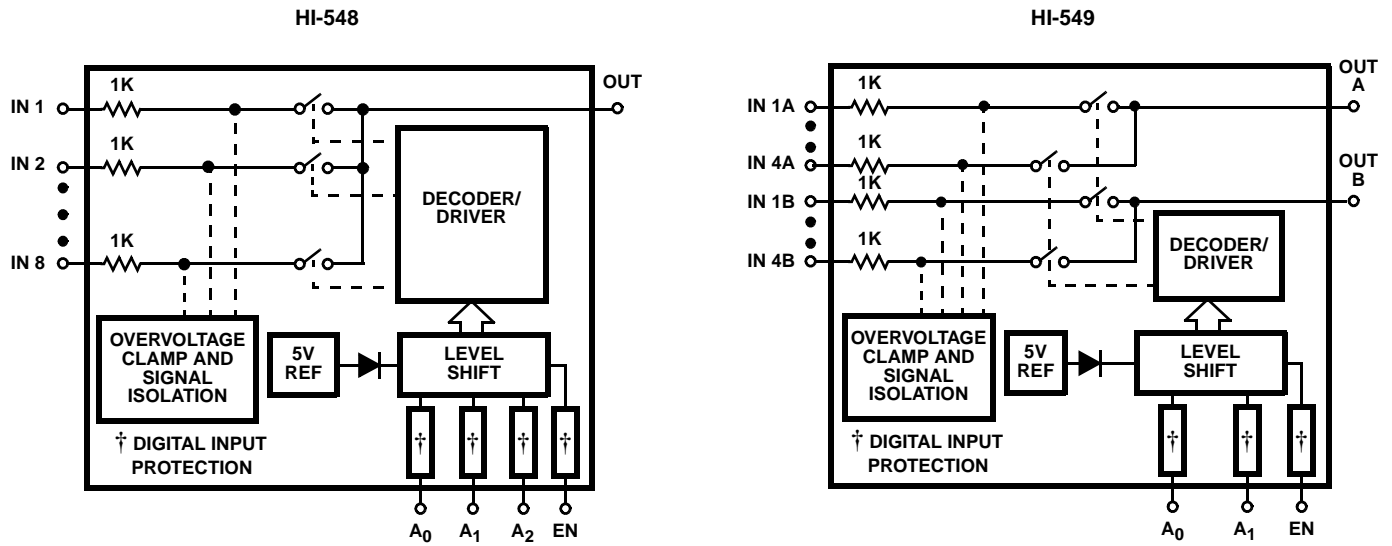 HI-548
1K
OUT
IN 1
1K
IN 2
DECODER/
DRIVER
1K
IN 8
OVERVOLTAGE
CLAMP AND
SIGNAL
ISOLATION
5V
REF
LEVEL
SHIFT
† DIGITAL INPUT
PROTECTION
† † † †
A0 A1 A2 EN
HI-549
1K
OUT
A
IN 1A
1K
IN 4A
1K
OUT
B
IN 1B
1K
IN 4B
DECODER/
DRIVER
OVERVOLTAGE
CLAMP AND
SIGNAL
ISOLATION
5V
REF
LEVEL
SHIFT
† DIGITAL INPUT
PROTECTION
† † †
A0 A1 EN